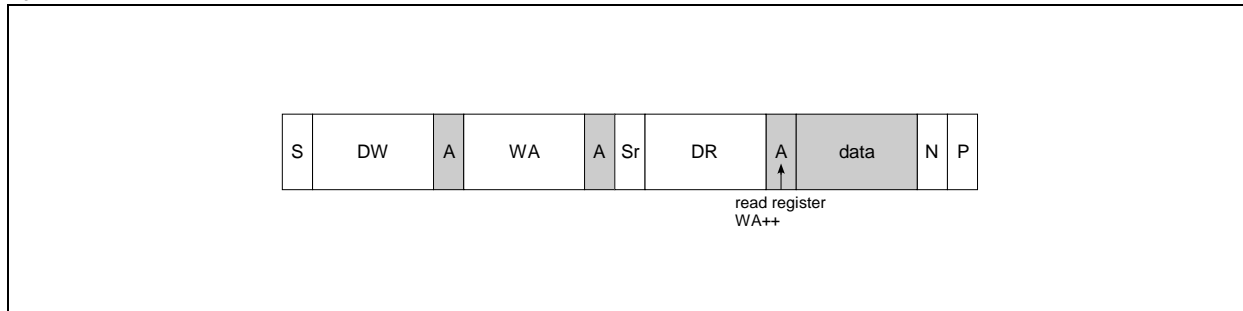 S DW A WA A Sr DR A data N P
read register
WA++